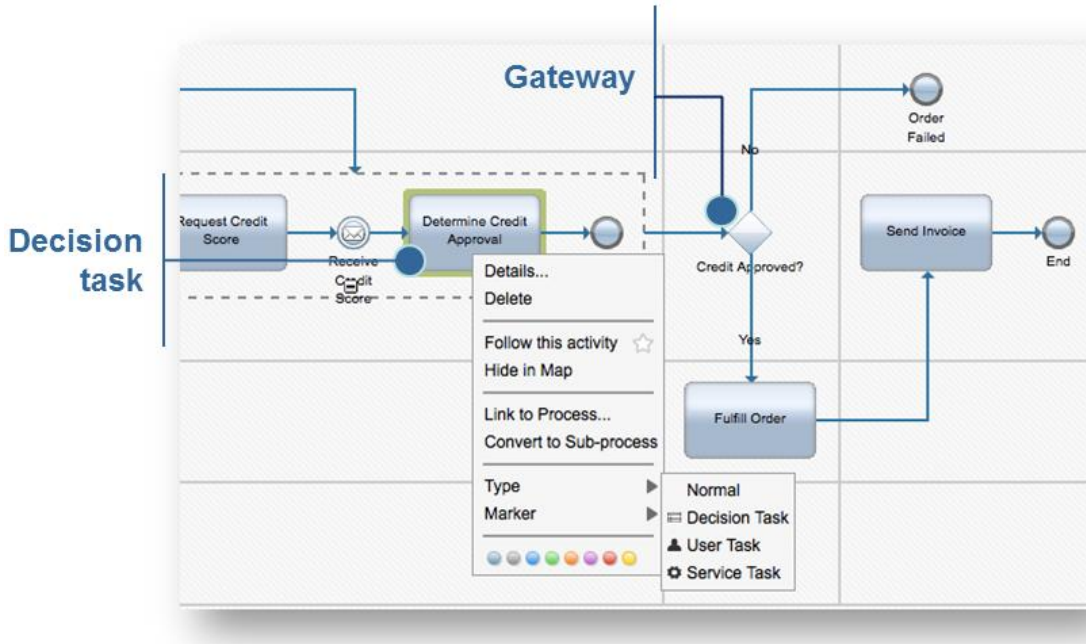 Gateway
Order
Failed
No
Decision
task
Request Credit
Score
Receive
Credit
Score
Determine Credit
Approval
Credit Approved?
Send Invoice
End
Yes
Fulfill Order
Details...
Delete
Follow this activity
Hide in Map
Link to Process...
Convert to Sub-process
Type
Marker
Normal
Decision Task
User Task
Service Task